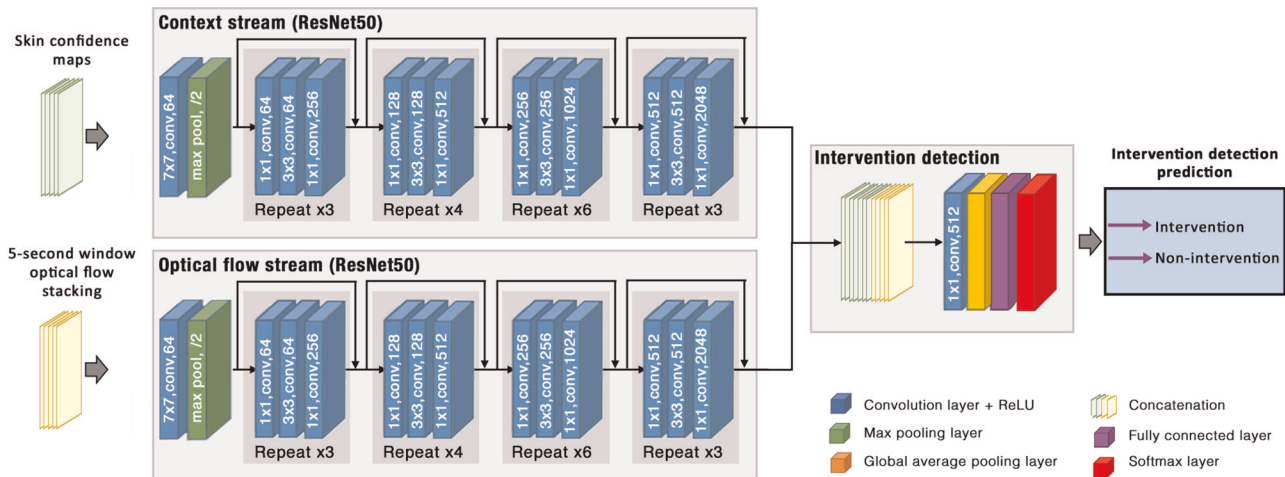 Context stream (ResNet50)
Skin confidence
maps
7x7,conv,64
max pool, /2
1x1,conv,64
3x3,conv,64
1x1,conv,256
Repeat x3
1x1,conv,128
3x3,conv,128
1x1,conv,512
Repeat x4
1x1,conv,256
3x3,conv,256
1x1,conv,1024
Repeat x6
1x1,conv,512
3x3,conv,512
1x1,conv,2048
Repeat x3
5-second window
optical flow
stacking
Optical flow stream (ResNet50)
7x7,conv,64
max pool, /2
1x1,conv,64
3x3,conv,64
1x1,conv,256
Repeat x3
1x1,conv,128
3x3,conv,128
1x1,conv,512
Repeat x4
1x1,conv,256
3x3,conv,256
1x1,conv,1024
Repeat x6
1x1,conv,512
3x3,conv,512
1x1,conv,2048
Repeat x3
Intervention detection
1x1,conv,512
Intervention detection
prediction
Intervention
Non-intervention
Convolution layer + ReLU
Max pooling layer
Global average pooling layer
Concatenation
Fully connected layer
Softmax layer